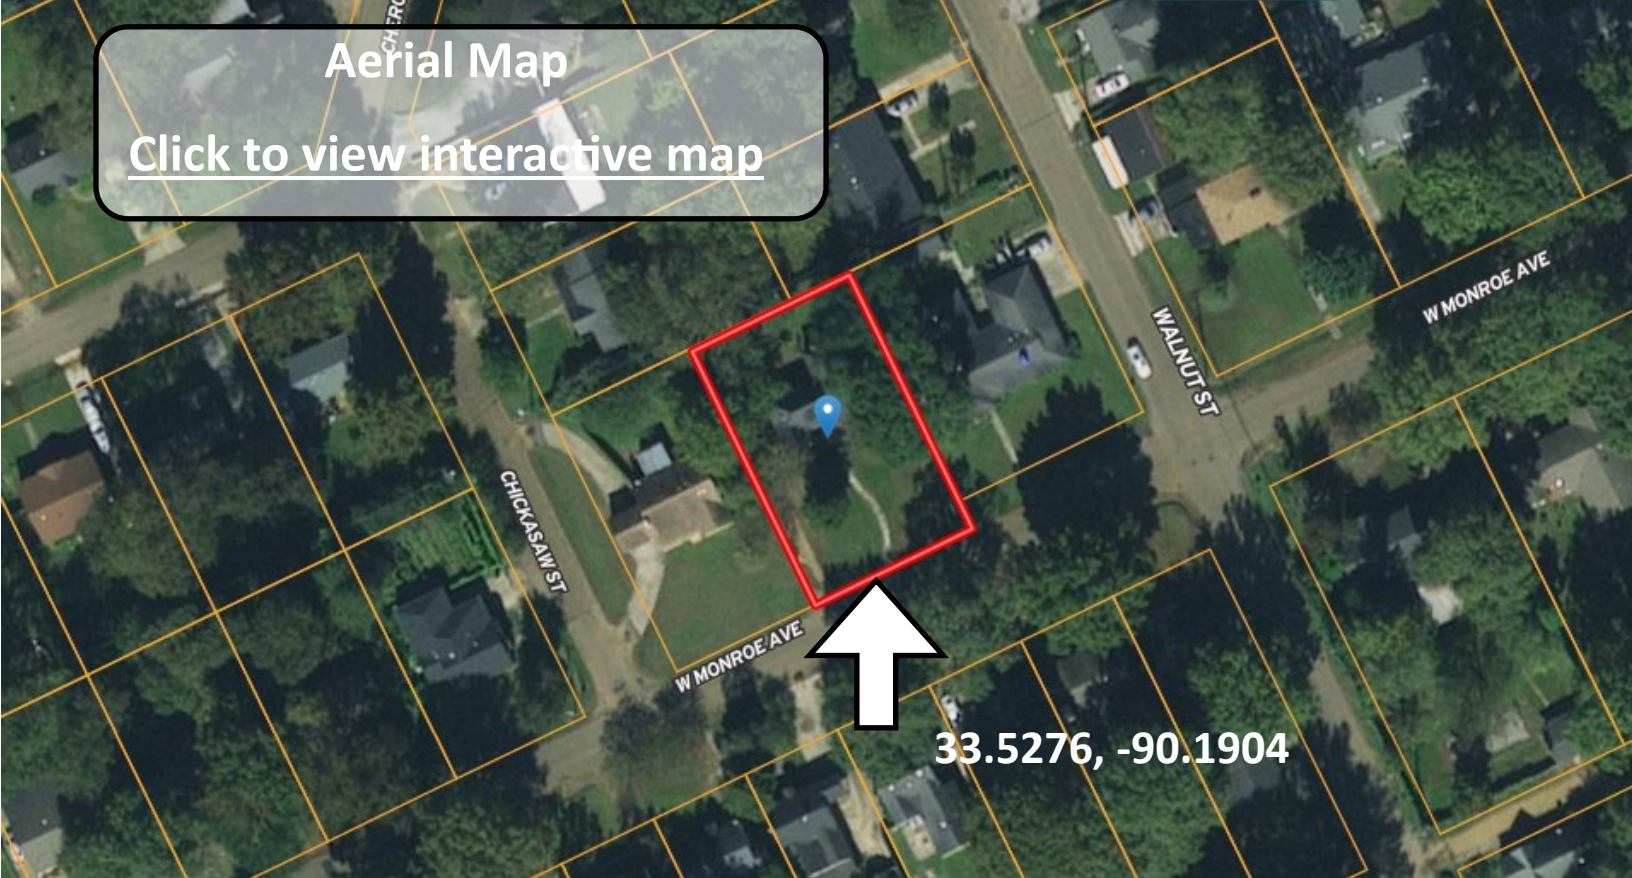 CHERO
Aerial Map
Click to view interactive map
W MONROE AVE
WALNUT ST
CHICKASAW ST
W MONROE AVE
33.5276, -90.1904